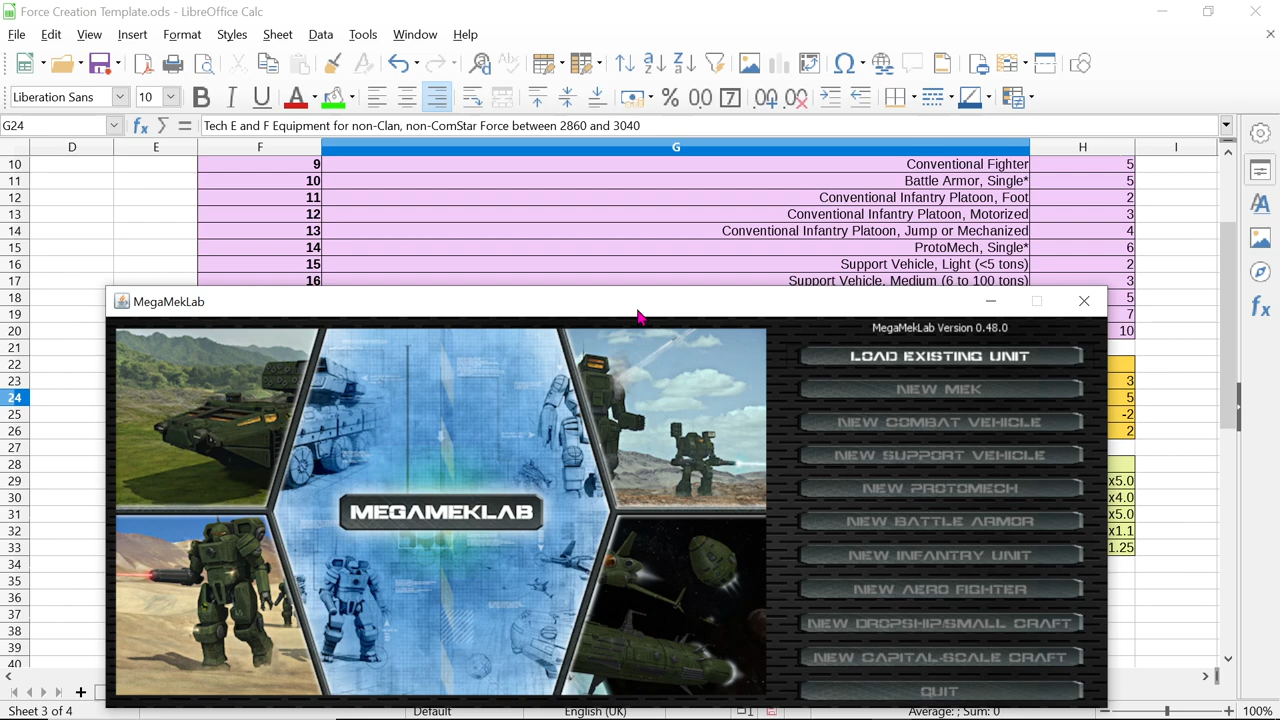 Force Creation Template.ods - LibreOffice Calc
File Edit View Insert Format Styles Sheet Data Tools Window Help
Liberation Sans 10
G24 Tech E and F Equipment for non-Clan, non-ComStar Force between 2860 and 3040
D E F G H I
10 9 Conventional Fighter 5
11 10 Battle Armor, Single* 5
12 11 Conventional Infantry Platoon, Foot 2
13 12 Conventional Infantry Platoon, Motorized 3
14 13 Conventional Infantry Platoon, Jump or Mechanized 4
15 14 ProtoMech, Single* 6
16 15 Support Vehicle, Light (<5 tons) 2
17 16 Support Vehicle, Medium (6 to 100 tons) 3
18 5
19 7
20 10
21
22
23 3
24 5
25 -2
26 2
27
28
29 x5.0
30 x4.0
31 x5.0
32 x1.1
33 1.25
34
35
36
37
38
39
40
MegaMekLab
MegaMekLab Version 0.48.0
LOAD EXISTING UNIT
NEW MEK
NEW COMBAT VEHICLE
NEW SUPPORT VEHICLE
NEW PROTOMECH
NEW BATTLE ARMOR
NEW INFANTRY UNIT
NEW AERO FIGHTER
NEW DROPSHIP/SMALL CRAFT
NEW CAPITAL-SCALE CRAFT
QUIT
MEGAMEKLAB
Sheet 3 of 4 Default English (UK) Average: ; Sum: 0 100%